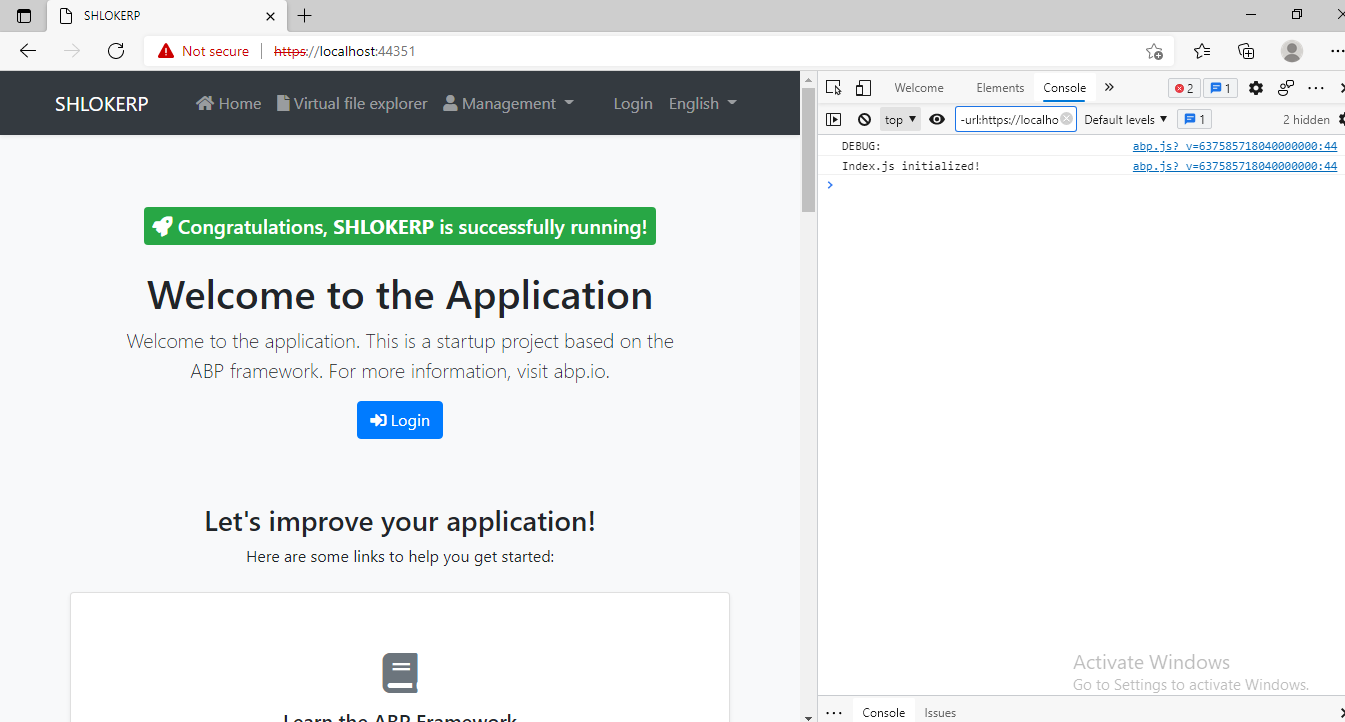 SHLOKERP
Not secure https://localhost:44351
SHLOKERP Home Virtual file explorer Management Login English
Congratulations, SHLOKERP is successfully running!
Welcome to the Application
Welcome to the application. This is a startup project based on the
ABP framework. For more information, visit abp.io.
Login
Let's improve your application!
Here are some links to help you get started:
Learn the ABP Framework
Welcome Elements Console 2 1
top -url:https://localho Default levels 1 2 hidden
DEBUG: abp.js?_v=637585718040000000:44
Index.js initialized! abp.js?_v=637585718040000000:44
Activate Windows
Go to Settings to activate Windows.
Console Issues